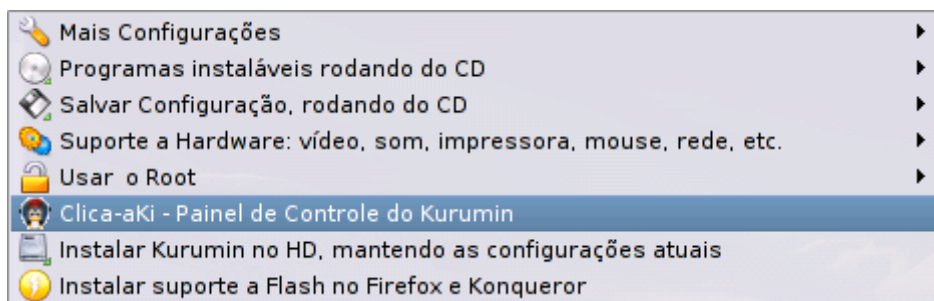 Mais Configurações
Programas instaláveis rodando do CD
Salvar Configuração, rodando do CD
Suporte a Hardware: vídeo, som, impressora, mouse, rede, etc.
Usar o Root
Clica-aKi - Painel de Controle do Kurumin
Instalar Kurumin no HD, mantendo as configurações atuais
Instalar suporte a Flash no Firefox e Konqueror